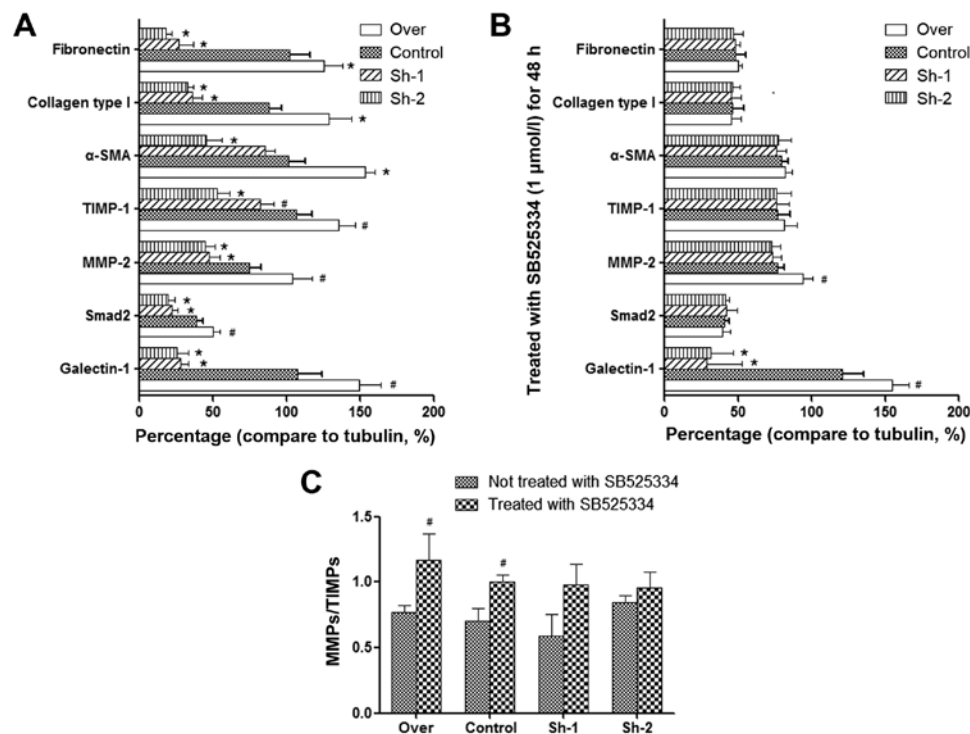 A
Over
Control
Sh-1
Sh-2
Fibronectin
*
*
*
Collagen type I
*
*
*
α-SMA
*
*
TIMP-1
*
#
#
MMP-2
*
*
#
Smad2
*
*
#
Galectin-1
*
*
#
0 50 100 150 200
Percentage (compare to tubulin, %)
B
Treated with SB525334 (1 μmol/l) for 48 h
Over
Control
Sh-1
Sh-2
Fibronectin
Collagen type I
α-SMA
TIMP-1
MMP-2
#
Smad2
Galectin-1
*
*
#
0 50 100 150 200
Percentage (compare to tubulin, %)
C
Not treated with SB525334
Treated with SB525334
MMPs/TIMPs
1.5
1.0
0.5
0.0
# #
Over Control Sh-1 Sh-2